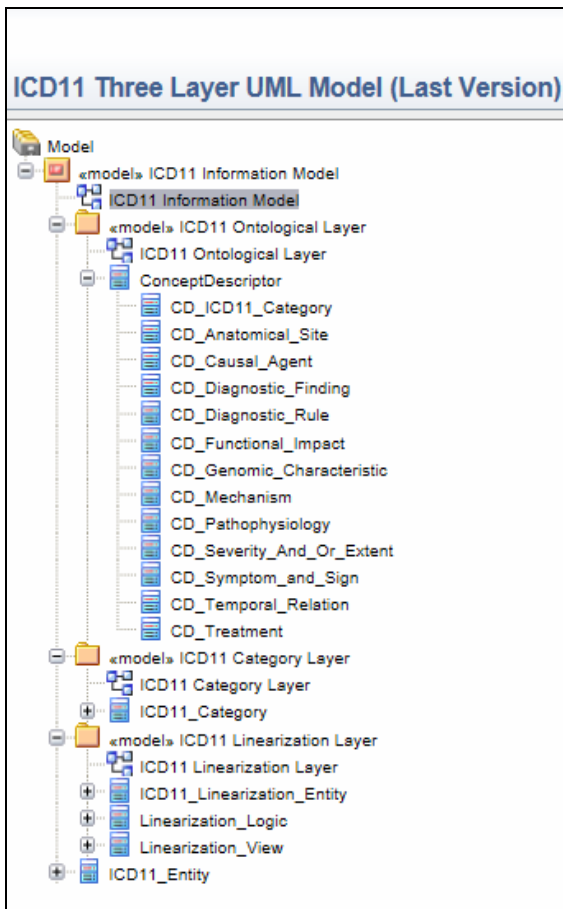 ICD11 Three Layer UML Model (Last Version)
Model
«model» ICD11 Information Model
ICD11 Information Model
«model» ICD11 Ontological Layer
ICD11 Ontological Layer
ConceptDescriptor
CD_ICD11_Category
CD_Anatomical_Site
CD_Causal_Agent
CD_Diagnostic_Finding
CD_Diagnostic_Rule
CD_Functional_Impact
CD_Genomic_Characteristic
CD_Mechanism
CD_Pathophysiology
CD_Severity_And_Or_Extent
CD_Symptom_and_Sign
CD_Temporal_Relation
CD_Treatment
«model» ICD11 Category Layer
ICD11 Category Layer
ICD11_Category
«model» ICD11 Linearization Layer
ICD11 Linearization Layer
ICD11_Linearization_Entity
Linearization_Logic
Linearization_View
ICD11_Entity